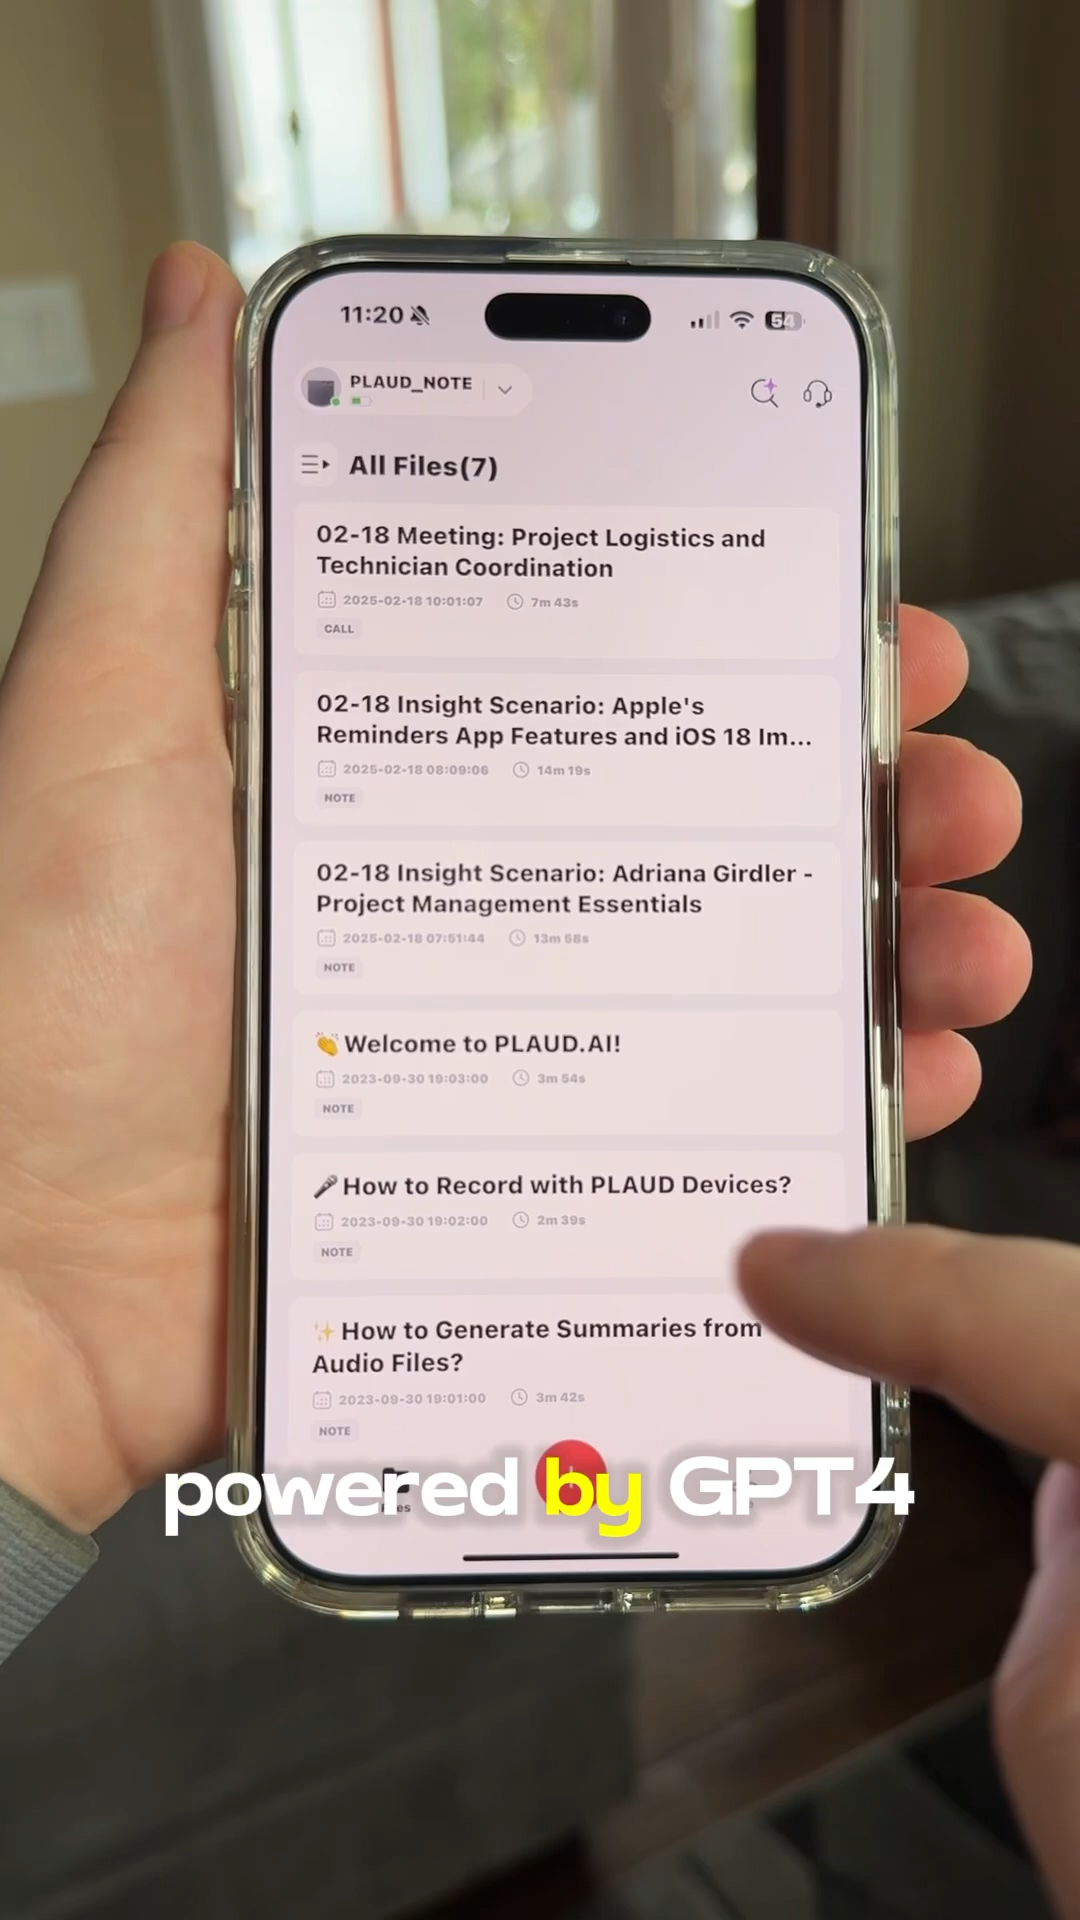 11:20
54
PLAUD_NOTE
All Files(7)
02-18 Meeting: Project Logistics and
Technician Coordination
2025-02-18 10:01:07 7m 43s
CALL
02-18 Insight Scenario: Apple's
Reminders App Features and iOS 18 Im...
2025-02-18 08:09:06 14m 19s
NOTE
02-18 Insight Scenario: Adriana Girdler -
Project Management Essentials
2025-02-18 07:51:44 13m 58s
NOTE
👏 Welcome to PLAUD.AI!
2023-09-30 19:03:00 3m 54s
NOTE
🎤 How to Record with PLAUD Devices?
2023-09-30 19:02:00 2m 39s
NOTE
✨ How to Generate Summaries from
Audio Files?
2023-09-30 19:01:00 3m 42s
NOTE
powered by GPT4